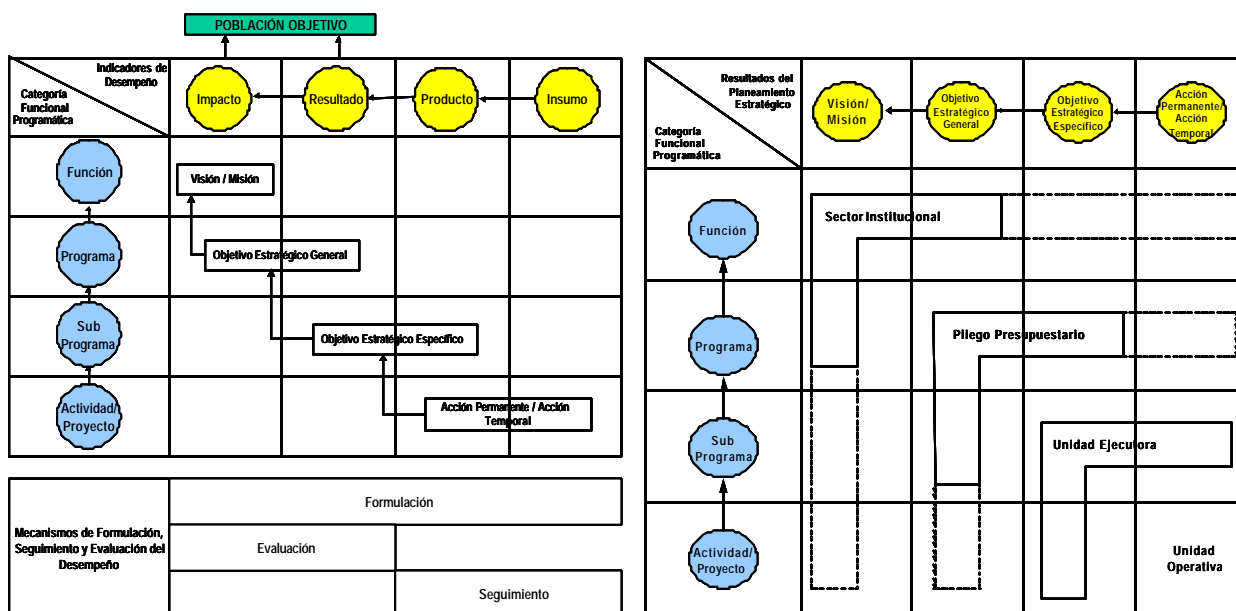 POBLACIÓN OBJETIVO
Indicadores de
Desempeño
Categoría
Funcional
Programática
Impacto
Resultado
Producto
Insumo
Función
Visión / Misión
Programa
Objetivo Estratégico General
Sub
Programa
Objetivo Estratégico Específico
Actividad/
Proyecto
Acción Permanente / Acción
Temporal
Mecanismos de Formulación,
Seguimiento y Evaluación del
Desempeño
Formulación
Evaluación
Seguimiento
Resultados del
Planeamiento
Estratégico
Categoría
Funcional
Programática
Visión/
Misión
Objetivo
Estratégico
General
Objetivo
Estratégico
Específico
Acción
Permanente/
Acción
Temporal
Función
Sector Institucional
Programa
Pliego Presupuestario
Sub
Programa
Unidad Ejecutora
Actividad/
Proyecto
Unidad
Operativa